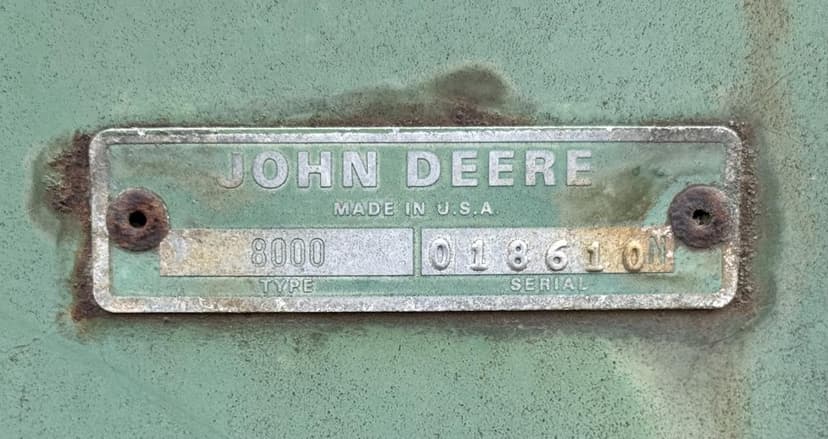 JOHN DEERE
MADE IN U.S.A.
8000 018610N
TYPE SERIAL